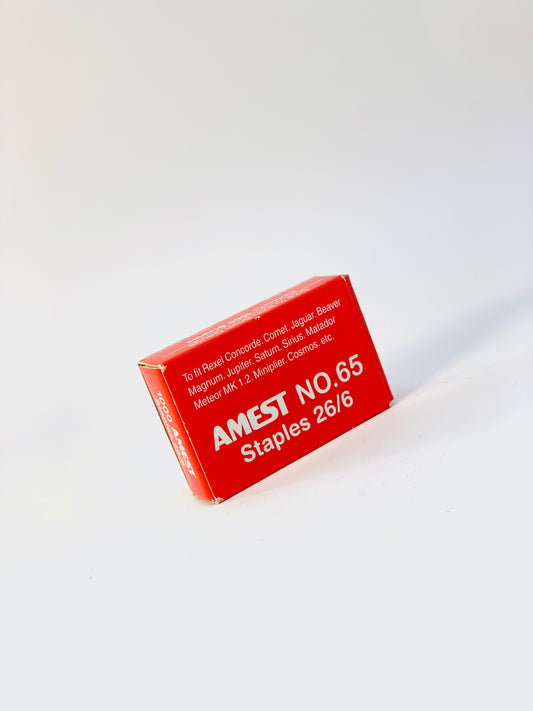 To fit Rexel Concorde. Comet. Jaguar. Beaver
Magnum. Jupiter. Saturn. Sirius. Matador
Meteor MK 1.2. Miniplier. Cosmos. etc.
AMEST NO.65
Staples 26/6
1000 AMEST